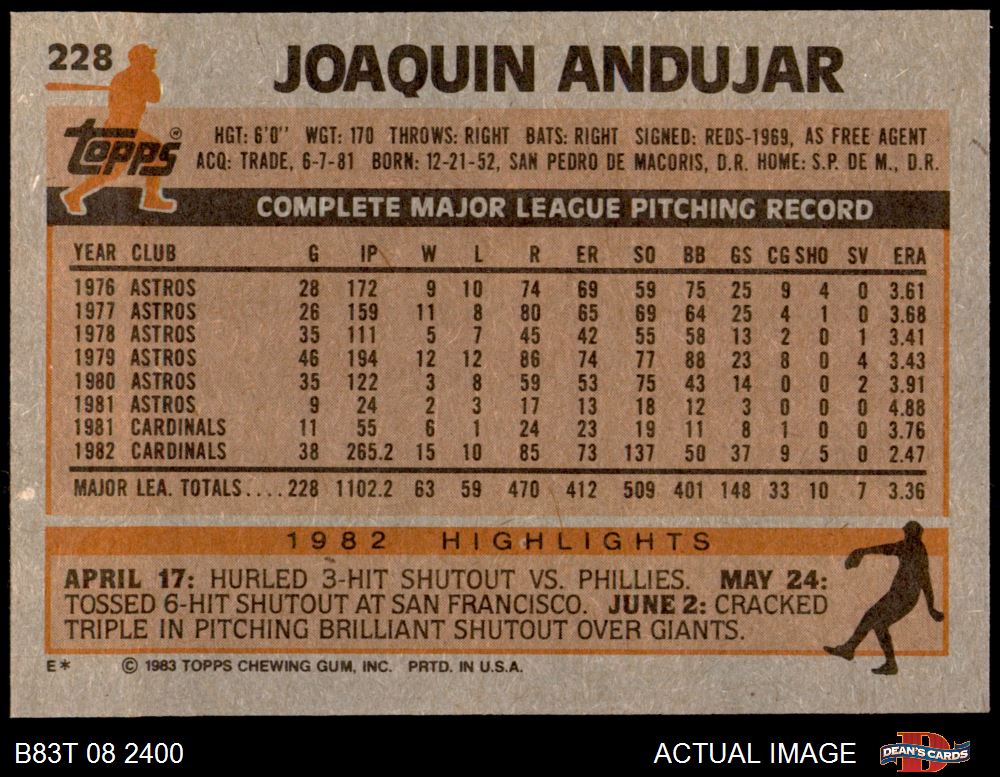 228
JOAQUIN ANDUJAR
topps®
HGT: 6'0" WGT: 170 THROWS: RIGHT BATS: RIGHT SIGNED: REDS-1969, AS FREE AGENT
ACQ: TRADE, 6-7-81 BORN: 12-21-52, SAN PEDRO DE MACORIS, D.R. HOME: S.P. DE M., D.R.
COMPLETE MAJOR LEAGUE PITCHING RECORD
YEAR CLUB G IP W L R ER SO BB GS CG SHO SV ERA
1976 ASTROS 28 172 9 10 74 69 59 75 25 9 4 0 3.61
1977 ASTROS 26 159 11 8 80 65 69 64 25 4 1 0 3.68
1978 ASTROS 35 111 5 7 45 42 55 58 13 2 0 1 3.41
1979 ASTROS 46 194 12 12 86 74 77 88 23 8 0 4 3.43
1980 ASTROS 35 122 3 8 59 53 75 43 14 0 0 2 3.91
1981 ASTROS 9 24 2 3 17 13 18 12 3 0 0 0 4.88
1981 CARDINALS 11 55 6 1 24 23 19 11 8 1 0 0 3.76
1982 CARDINALS 38 265.2 15 10 85 73 137 50 37 9 5 0 2.47
MAJOR LEA. TOTALS.... 228 1102.2 63 59 470 412 509 401 148 33 10 7 3.36
1982 HIGHLIGHTS
APRIL 17: HURLED 3-HIT SHUTOUT VS. PHILLIES. MAY 24:
TOSSED 6-HIT SHUTOUT AT SAN FRANCISCO. JUNE 2: CRACKED
TRIPLE IN PITCHING BRILLIANT SHUTOUT OVER GIANTS.
E* © 1983 TOPPS CHEWING GUM, INC. PRTD. IN U.S.A.
B83T 08 2400
ACTUAL IMAGE
DEAN'S CARDS